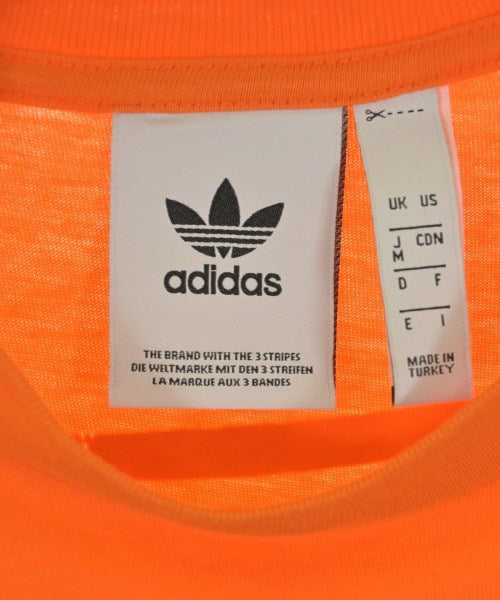 adidas
THE BRAND WITH THE 3 STRIPES
DIE WELTMARKE MIT DEN 3 STREIFEN
LA MARQUE AUX 3 BANDES
UK US
J
M CDN
D F
E I
MADE IN
TURKEY